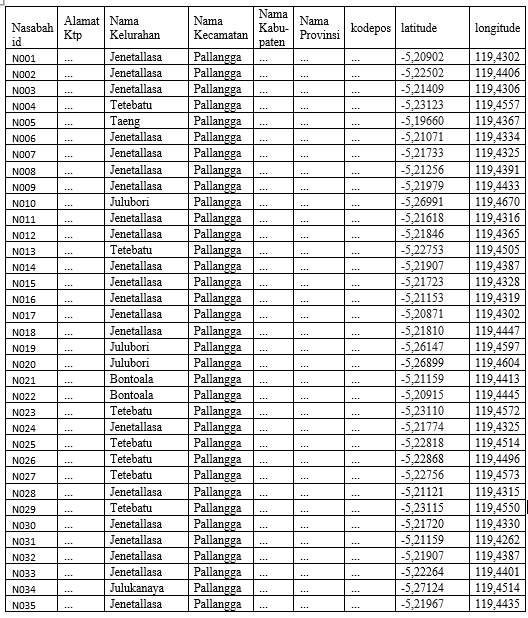 Nasabah id | Alamat Ktp | Nama Kelurahan | Nama Kecamatan | Nama Kabu-paten | Nama Provinsi | kodepos | latitude | longitude
N001 | ... | Jenetallasa | Pallangga | ... | ... | ... | -5,20902 | 119,4302
N002 | ... | Jenetallasa | Pallangga | ... | ... | ... | -5,22502 | 119,4406
N003 | ... | Jenetallasa | Pallangga | ... | ... | ... | -5,21409 | 119,4306
N004 | ... | Tetebatu | Pallangga | ... | ... | ... | -5,23123 | 119,4557
N005 | ... | Taeng | Pallangga | ... | ... | ... | -5,19660 | 119,4367
N006 | ... | Jenetallasa | Pallangga | ... | ... | ... | -5,21071 | 119,4334
N007 | ... | Jenetallasa | Pallangga | ... | ... | ... | -5,21733 | 119,4325
N008 | ... | Jenetallasa | Pallangga | ... | ... | ... | -5,21256 | 119,4391
N009 | ... | Jenetallasa | Pallangga | ... | ... | ... | -5,21979 | 119,4433
N010 | ... | Julubori | Pallangga | ... | ... | ... | -5,26991 | 119,4670
N011 | ... | Jenetallasa | Pallangga | ... | ... | ... | -5,21618 | 119,4316
N012 | ... | Jenetallasa | Pallangga | ... | ... | ... | -5,21846 | 119,4365
N013 | ... | Tetebatu | Pallangga | ... | ... | ... | -5,22753 | 119,4505
N014 | ... | Jenetallasa | Pallangga | ... | ... | ... | -5,21907 | 119,4387
N015 | ... | Jenetallasa | Pallangga | ... | ... | ... | -5,21723 | 119,4328
N016 | ... | Jenetallasa | Pallangga | ... | ... | ... | -5,21153 | 119,4319
N017 | ... | Jenetallasa | Pallangga | ... | ... | ... | -5,20871 | 119,4302
N018 | ... | Jenetallasa | Pallangga | ... | ... | ... | -5,21810 | 119,4447
N019 | ... | Julubori | Pallangga | ... | ... | ... | -5,26147 | 119,4597
N020 | ... | Julubori | Pallangga | ... | ... | ... | -5,26899 | 119,4604
N021 | ... | Bontoala | Pallangga | ... | ... | ... | -5,21159 | 119,4413
N022 | ... | Bontoala | Pallangga | ... | ... | ... | -5,20915 | 119,4445
N023 | ... | Tetebatu | Pallangga | ... | ... | ... | -5,23110 | 119,4572
N024 | ... | Jenetallasa | Pallangga | ... | ... | ... | -5,21774 | 119,4325
N025 | ... | Tetebatu | Pallangga | ... | ... | ... | -5,22818 | 119,4514
N026 | ... | Tetebatu | Pallangga | ... | ... | ... | -5,22868 | 119,4496
N027 | ... | Tetebatu | Pallangga | ... | ... | ... | -5,22756 | 119,4573
N028 | ... | Jenetallasa | Pallangga | ... | ... | ... | -5,21121 | 119,4315
N029 | ... | Tetebatu | Pallangga | ... | ... | ... | -5,23115 | 119,4550
N030 | ... | Jenetallasa | Pallangga | ... | ... | ... | -5,21720 | 119,4330
N031 | ... | Jenetallasa | Pallangga | ... | ... | ... | -5,21159 | 119,4262
N032 | ... | Jenetallasa | Pallangga | ... | ... | ... | -5,21907 | 119,4387
N033 | ... | Jenetallasa | Pallangga | ... | ... | ... | -5,22264 | 119,4401
N034 | ... | Julukanaya | Pallangga | ... | ... | ... | -5,27124 | 119,4514
N035 | ... | Jenetallasa | Pallangga | ... | ... | ... | -5,21967 | 119,4435